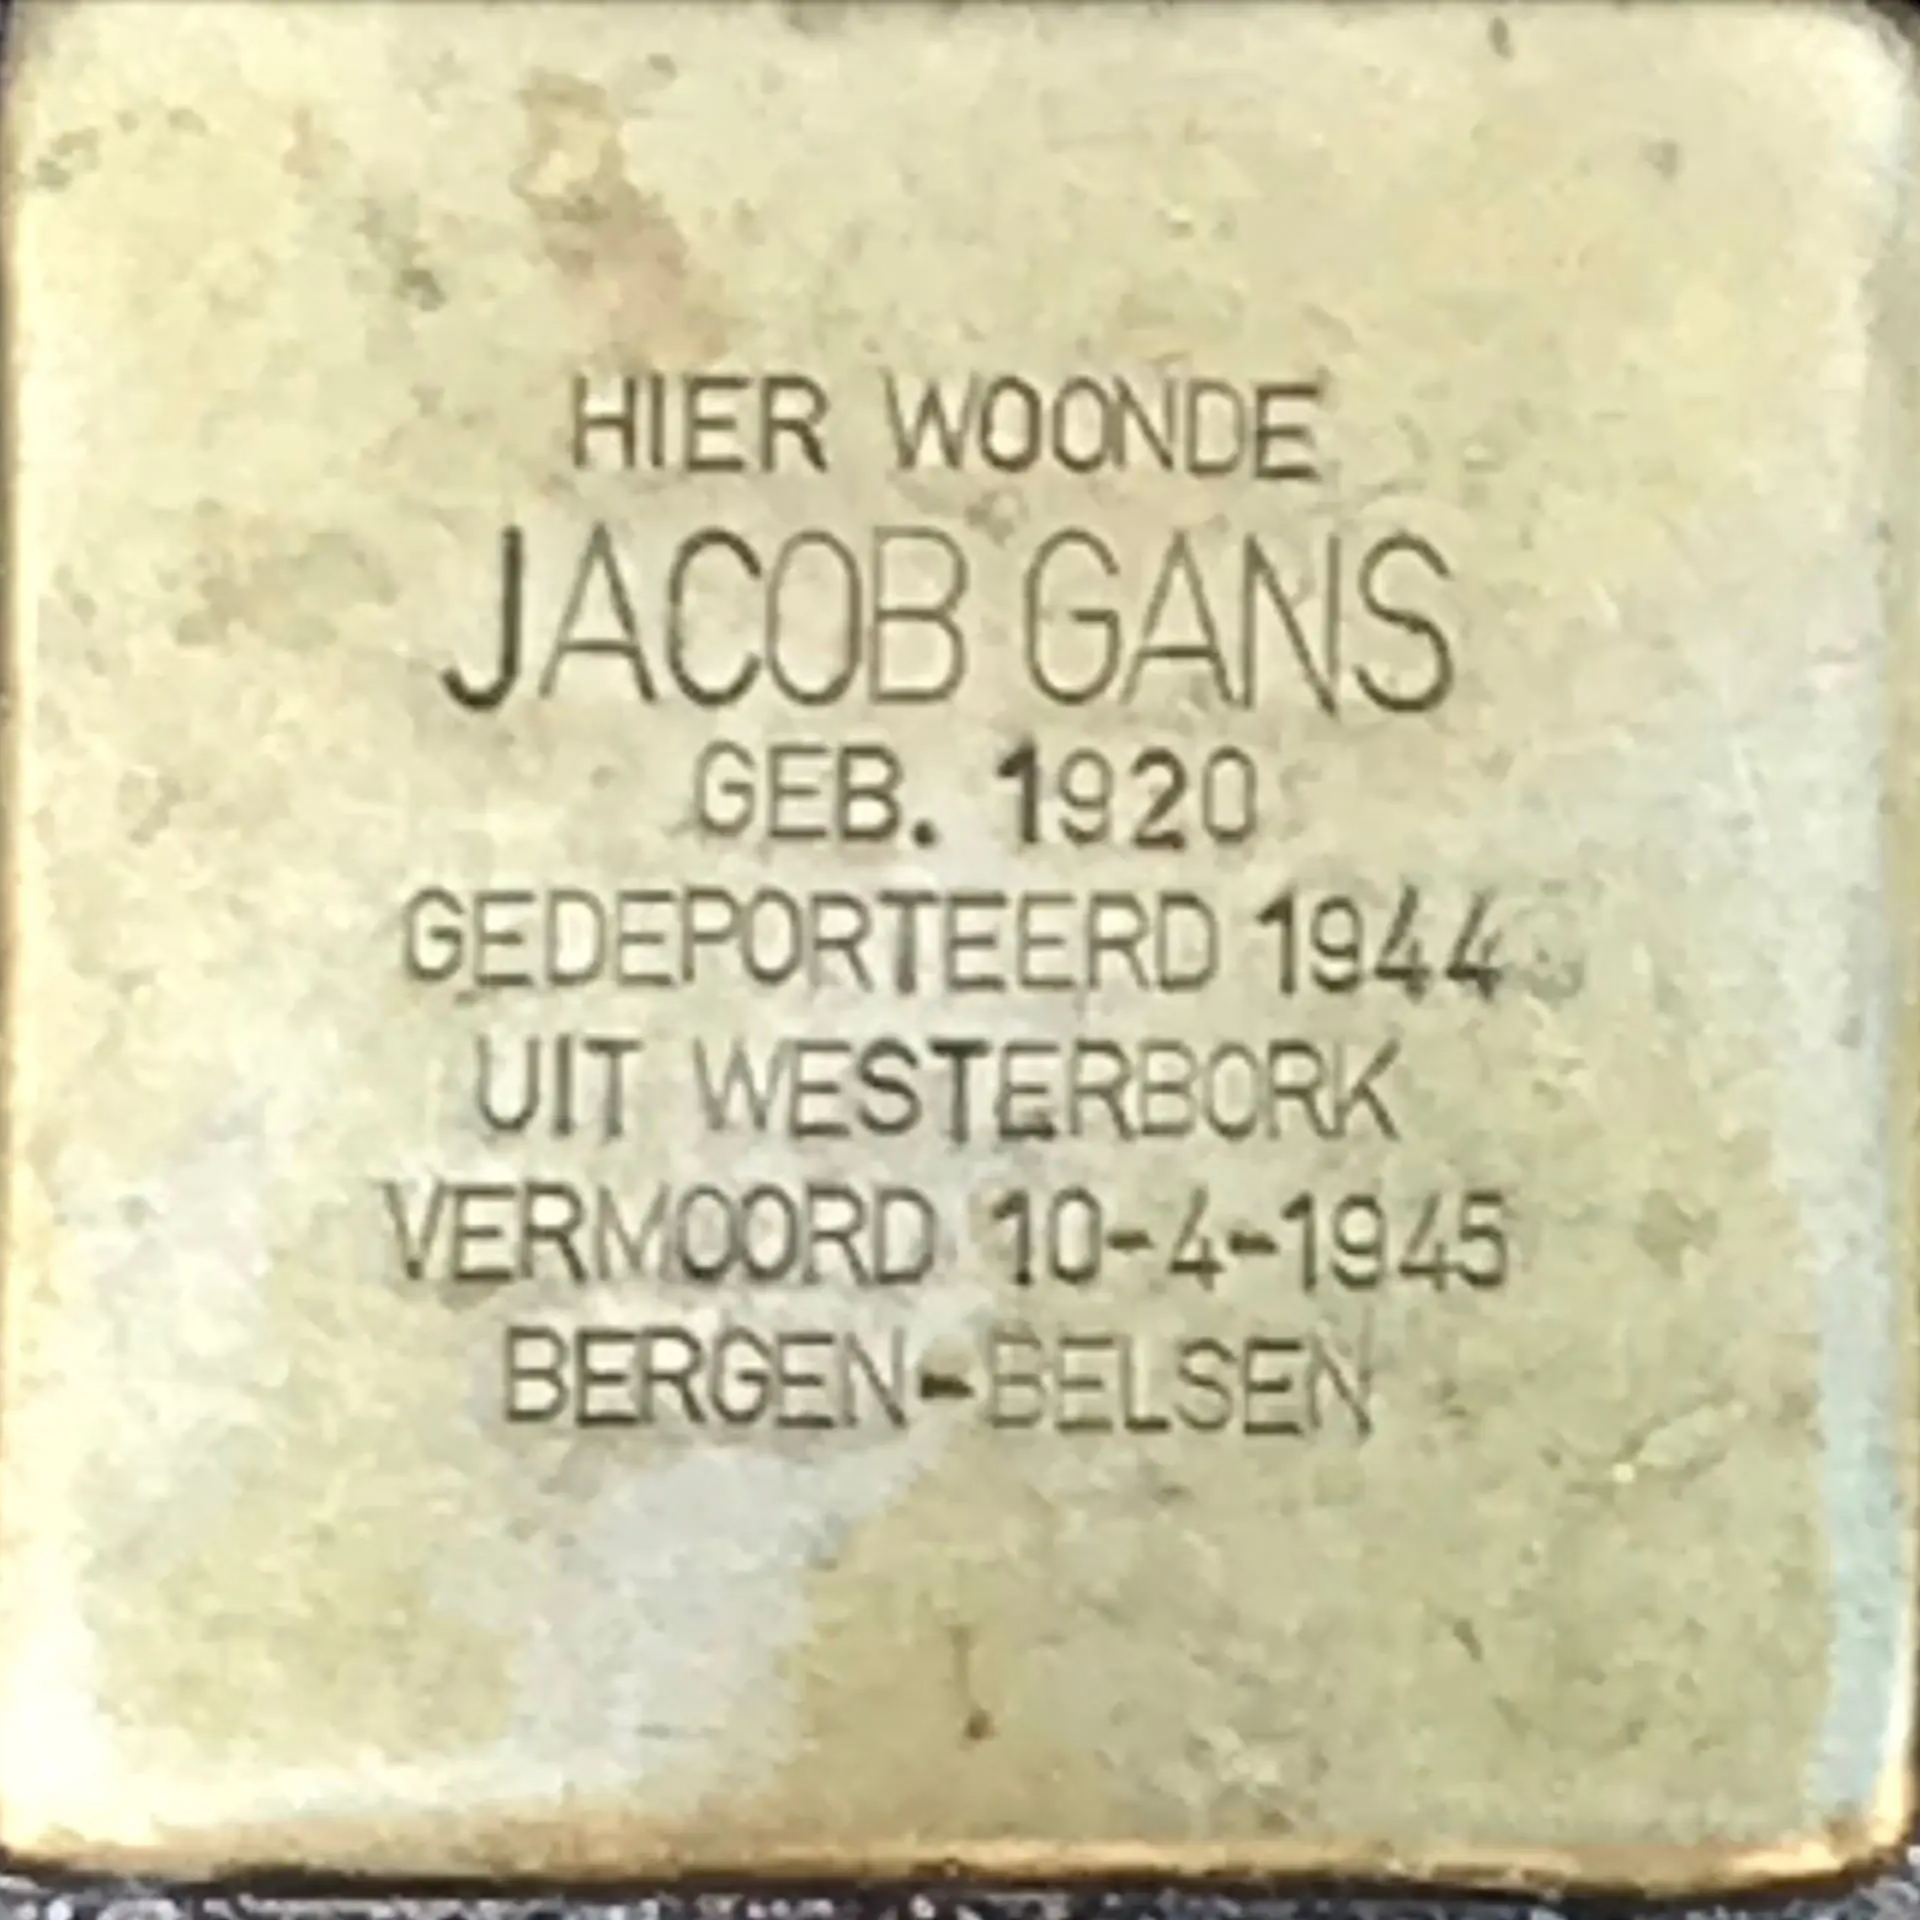 HIER WOONDE
JACOB GANS
GEB. 1920
GEDEPORTEERD 1944
UIT WESTERBORK
VERMOORD 10-4-1945
BERGEN-BELSEN